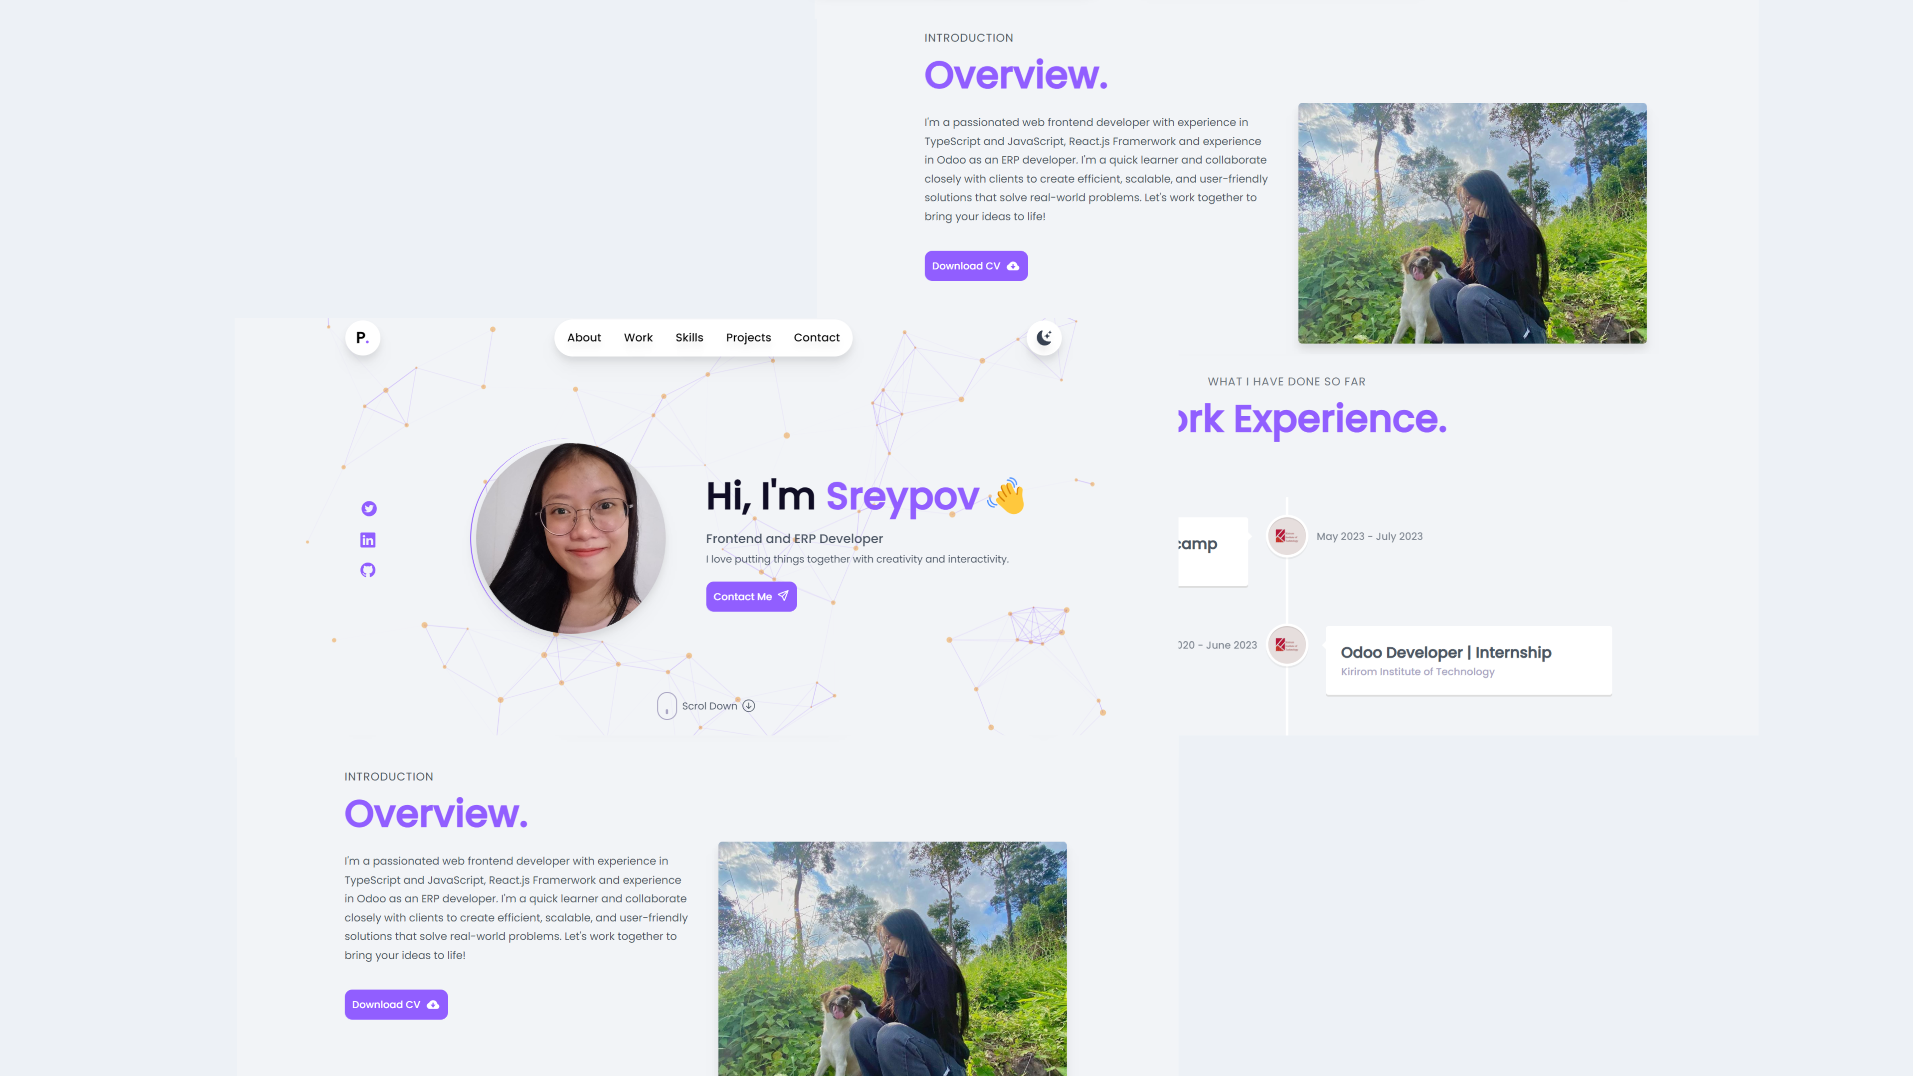 INTRODUCTION
Overview.
I'm a passionated web frontend developer with experience in
TypeScript and JavaScript, React.js Framerwork and experience
in Odoo as an ERP developer. I'm a quick learner and collaborate
closely with clients to create efficient, scalable, and user-friendly
solutions that solve real-world problems. Let's work together to
bring your ideas to life!
Download CV
P.
About Work Skills Projects Contact
Hi, I'm Sreypov
Frontend and ERP Developer
I love putting things together with creativity and interactivity.
Contact Me
Scrol Down
WHAT I HAVE DONE SO FAR
ork Experience.
camp
May 2023 - July 2023
020 - June 2023
Odoo Developer | Internship
Kirirom Institute of Technology
INTRODUCTION
Overview.
I'm a passionated web frontend developer with experience in
TypeScript and JavaScript, React.js Framerwork and experience
in Odoo as an ERP developer. I'm a quick learner and collaborate
closely with clients to create efficient, scalable, and user-friendly
solutions that solve real-world problems. Let's work together to
bring your ideas to life!
Download CV